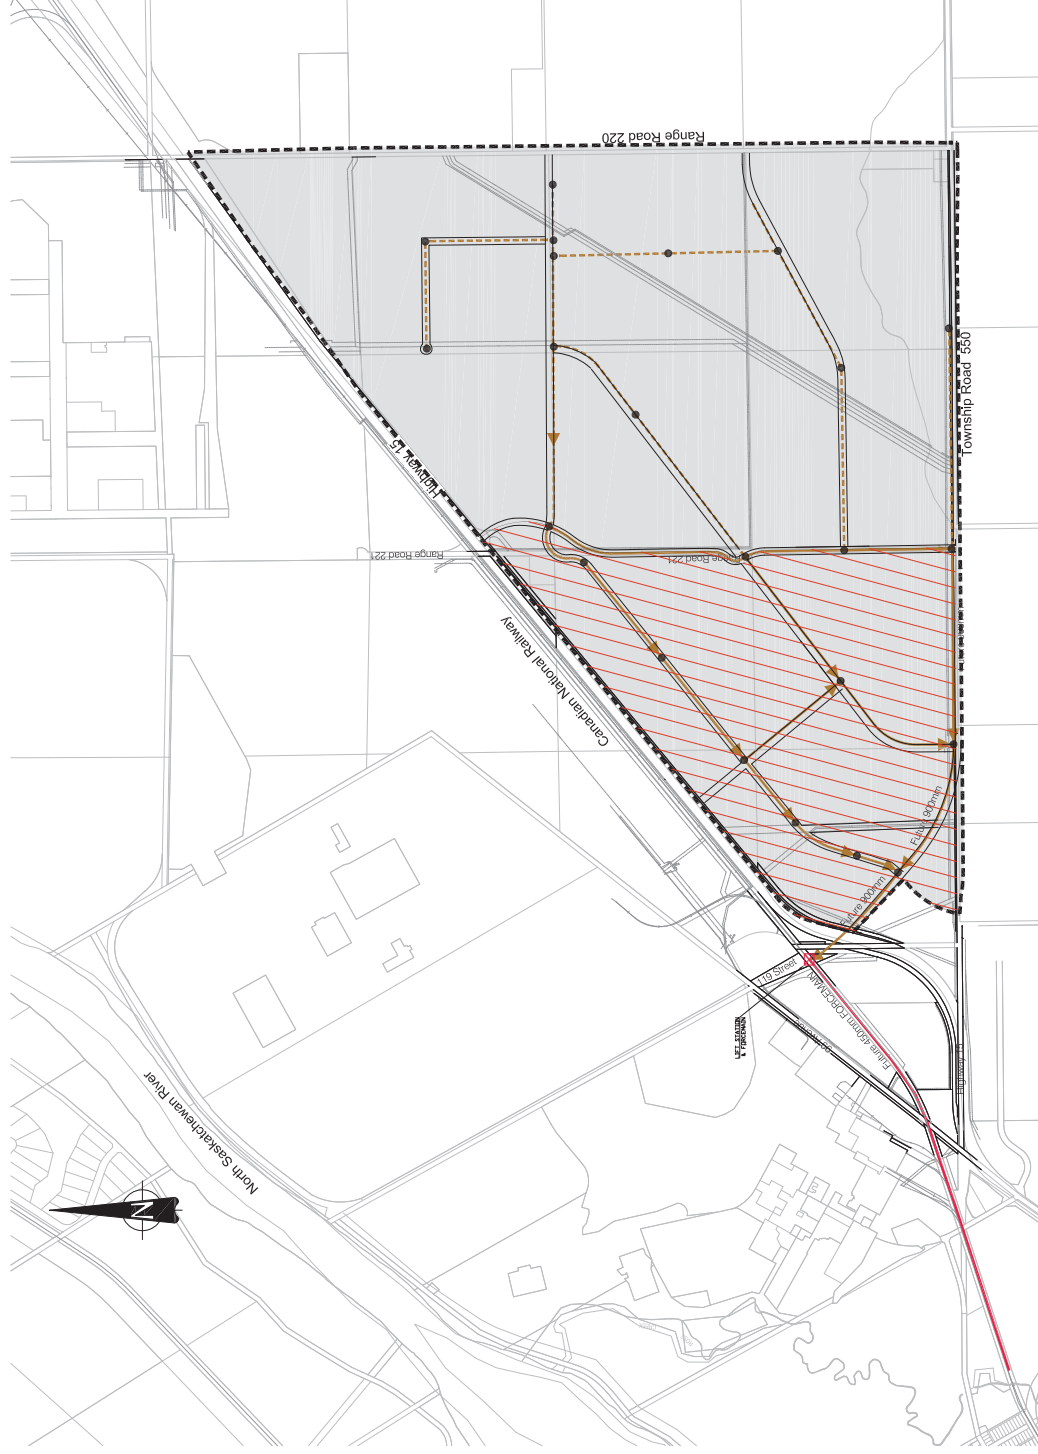 Range Road 220
Township Road 550
Highway 15
Range Road 221
Range Road 221
Canadian National Railway
Future 900mm
Future 900mm
119 Street
Future 450mm FORCEMAIN
LIFT STATION
& FORCEMAIN
North Saskatchewan River
N